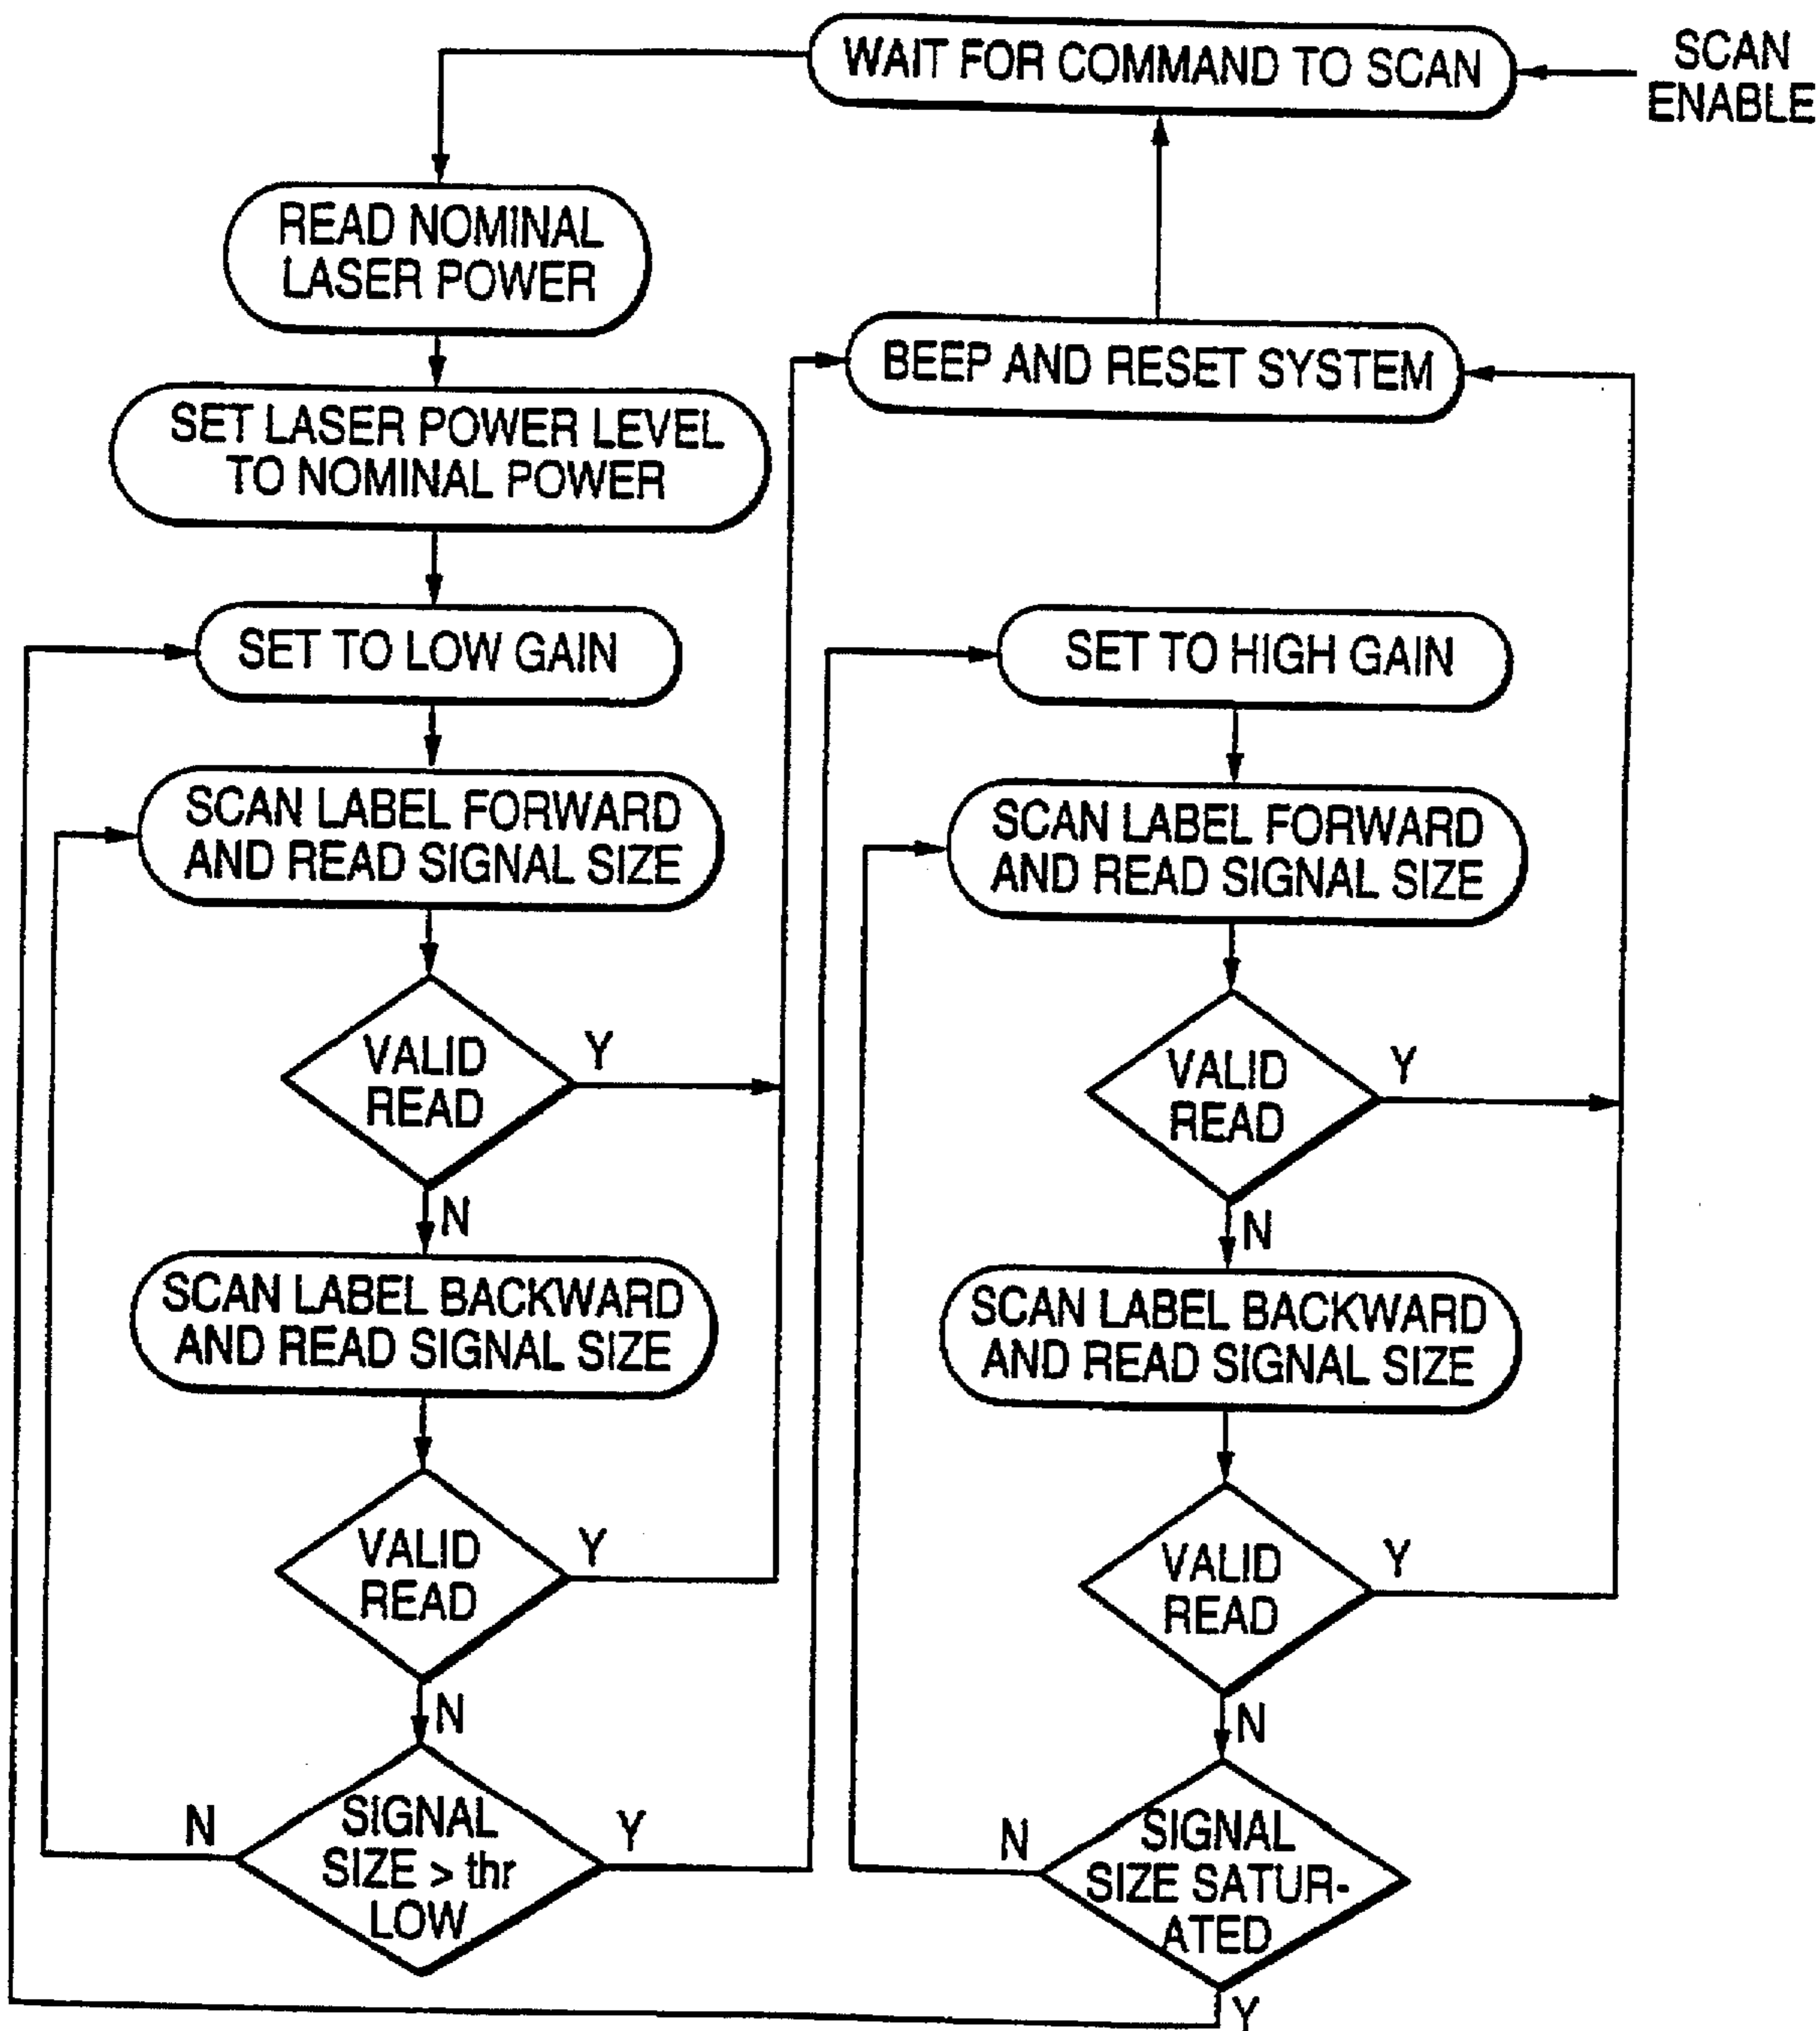 WAIT FOR COMMAND TO SCAN
SCAN
ENABLE
READ NOMINAL
LASER POWER
BEEP AND RESET SYSTEM
SET LASER POWER LEVEL
TO NOMINAL POWER
SET TO LOW GAIN
SCAN LABEL FORWARD
AND READ SIGNAL SIZE
VALID
READ
Y
N
SCAN LABEL BACKWARD
AND READ SIGNAL SIZE
VALID
READ
Y
N
SIGNAL
SIZE > thr
LOW
N
Y
SET TO HIGH GAIN
SCAN LABEL FORWARD
AND READ SIGNAL SIZE
VALID
READ
Y
N
SCAN LABEL BACKWARD
AND READ SIGNAL SIZE
VALID
READ
Y
N
SIGNAL
SIZE SATUR-
ATED
N
Y